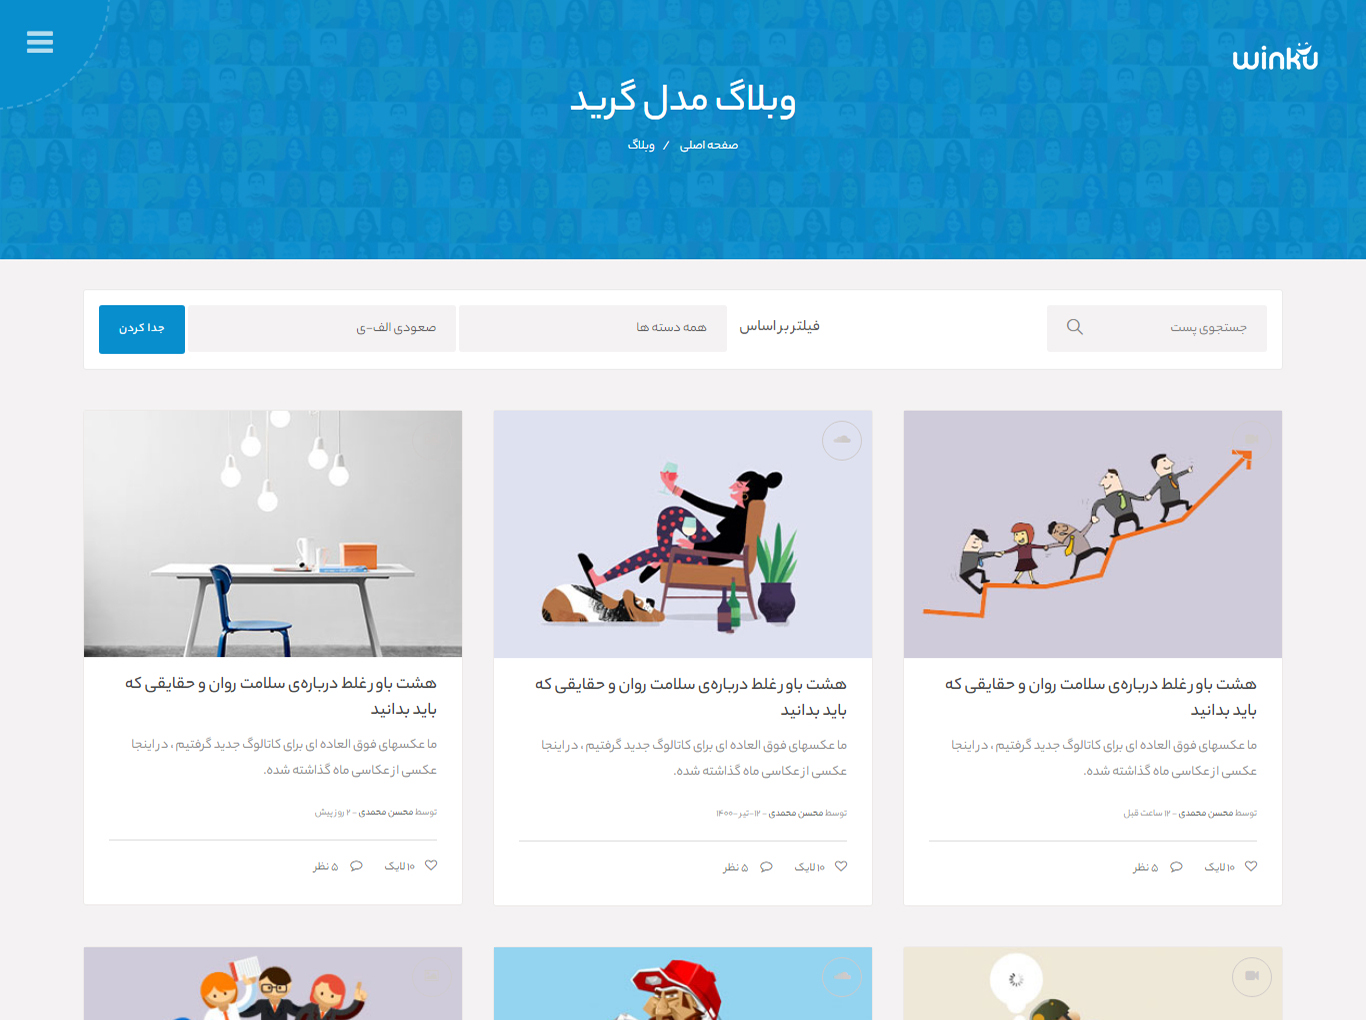 winku
وبلاگ مدل گرید
صفحه اصلی / وبلاگ
جستجوی پست
فیلتر بر اساس
همه دسته ها
صعودی الف-ی
جدا کردن
هشت باور غلط درباره‌ی سلامت روان و حقایقی که
باید بدانید
ما عکسهای فوق العاده ای برای کاتالوگ جدید گرفتیم ، در اینجا
عکسی از عکاسی ماه گذاشته شده.
توسط محسن محمدی - ۱۲ ساعت قبل
۱۰ لایک
۵ نظر
هشت باور غلط درباره‌ی سلامت روان و حقایقی که
باید بدانید
ما عکسهای فوق العاده ای برای کاتالوگ جدید گرفتیم ، در اینجا
عکسی از عکاسی ماه گذاشته شده.
توسط محسن محمدی - ۱۲-تیر-۱۴۰۰
۱۰ لایک
۵ نظر
هشت باور غلط درباره‌ی سلامت روان و حقایقی که
باید بدانید
ما عکسهای فوق العاده ای برای کاتالوگ جدید گرفتیم ، در اینجا
عکسی از عکاسی ماه گذاشته شده.
توسط محسن محمدی - ۲ روز پیش
۱۰ لایک
۵ نظر